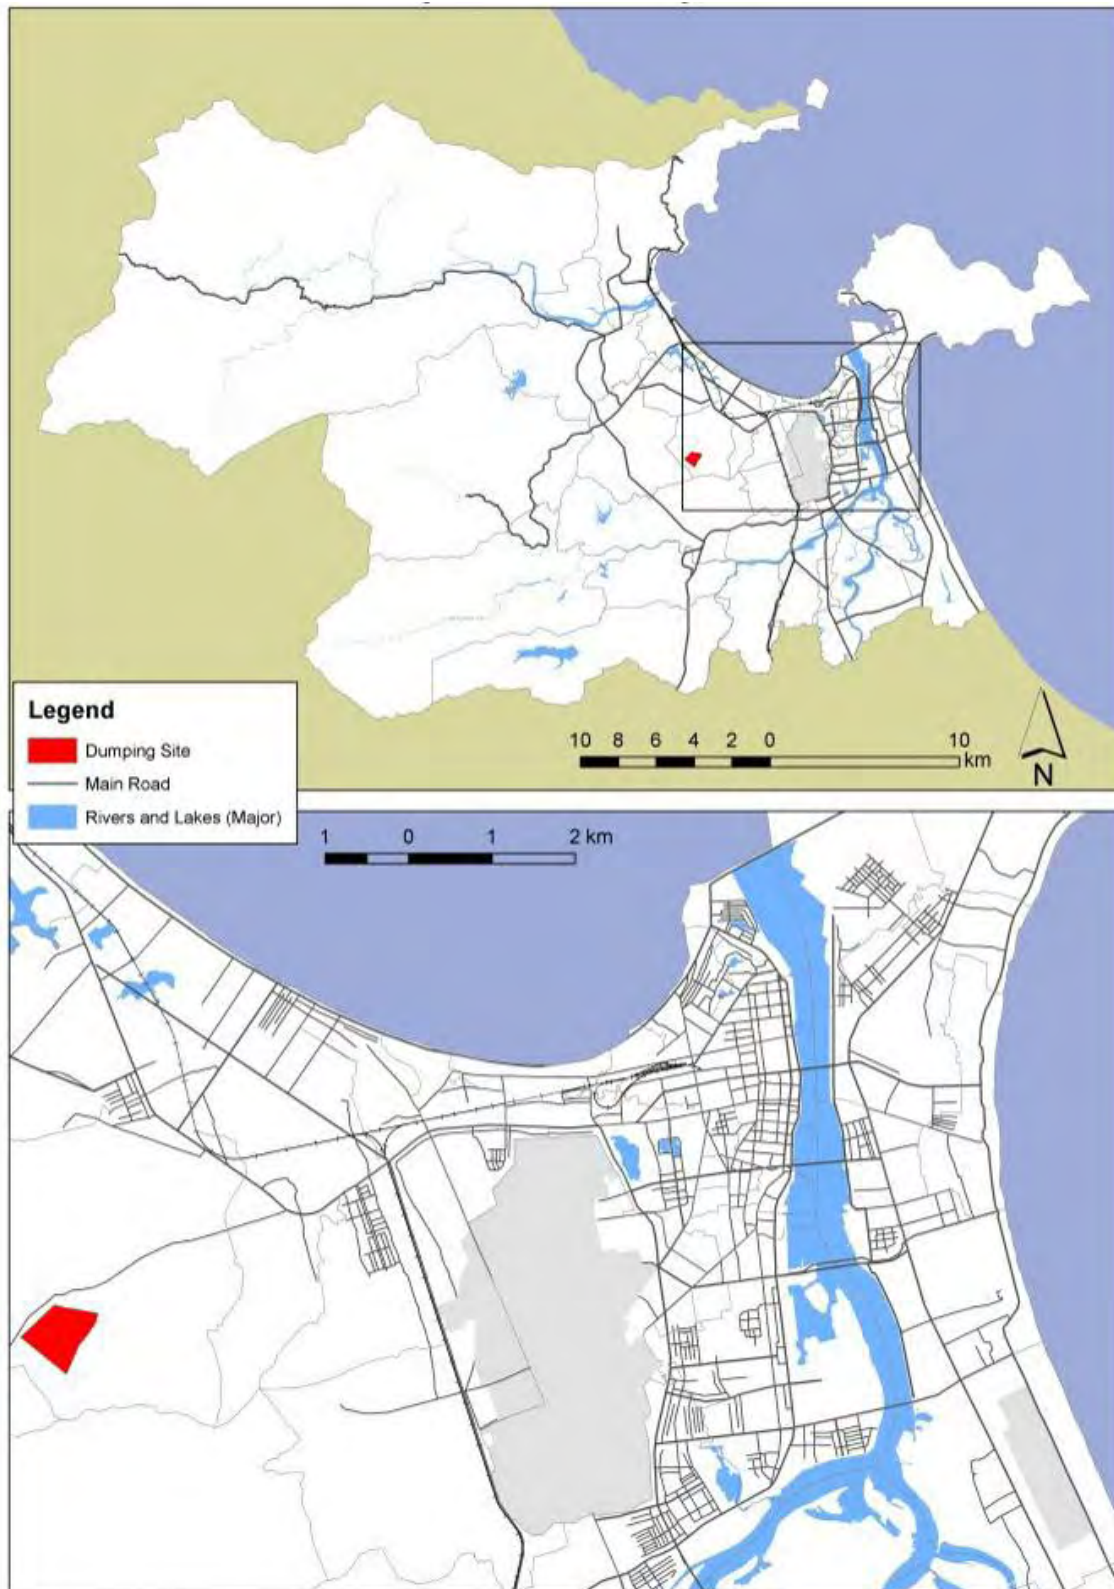 10 8 6 4 2 0 10
km
N
Legend
Dumping Site
Main Road
Rivers and Lakes (Major)
1 0 1 2 km